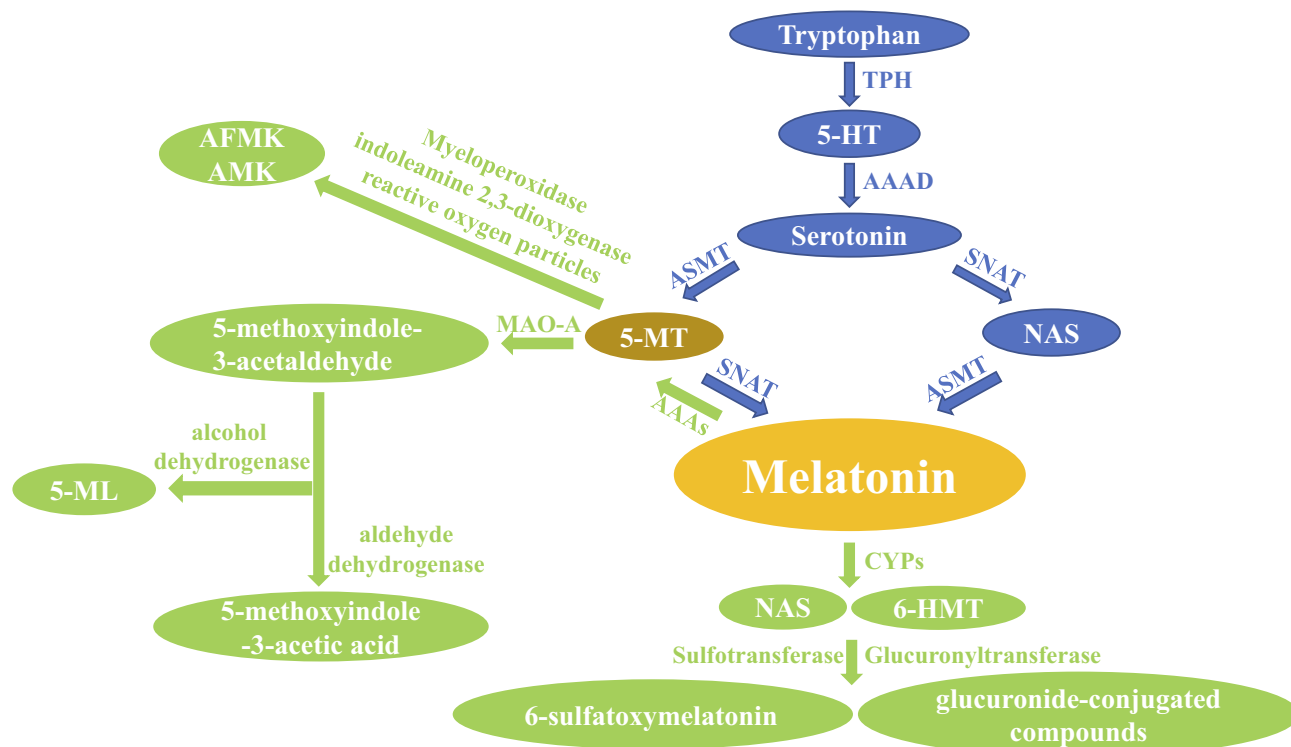 Tryptophan
TPH
5-HT
AAAD
Serotonin
ASMT
SNAT
5-MT
NAS
SNAT
AAAs
ASMT
Melatonin
Myeloperoxidase
indoleamine 2,3-dioxygenase
reactive oxygen particles
AFMK
AMK
MAO-A
5-methoxyindole-
3-acetaldehyde
alcohol
dehydrogenase
5-ML
aldehyde
dehydrogenase
5-methoxyindole
-3-acetic acid
CYPs
NAS
6-HMT
Sulfotransferase
Glucuronyltransferase
6-sulfatoxymelatonin
glucuronide-conjugated
compounds